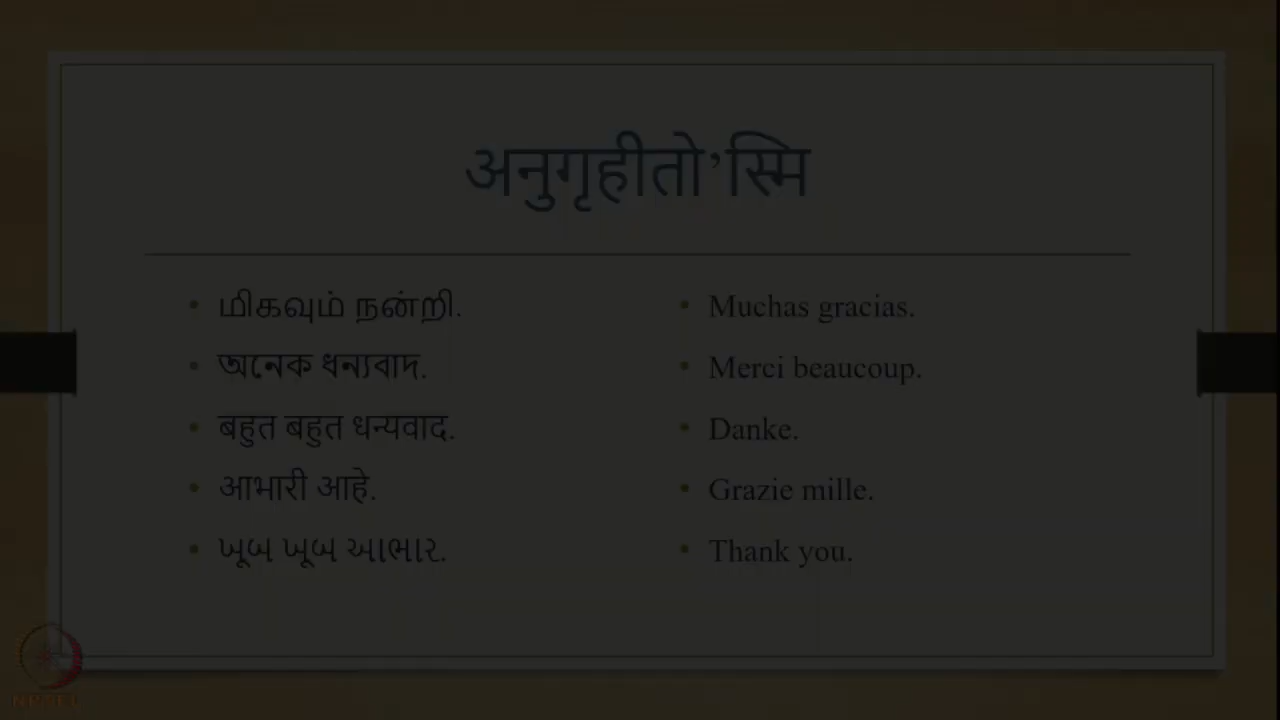 अनुगृहीतो’स्मि
மிகவும் நன்றி.
অনেক ধন্যবাদ.
बहुत बहुत धन्यवाद.
आभारी आहे.
ખૂબ ખૂબ આભાર.
Muchas gracias.
Merci beaucoup.
Danke.
Grazie mille.
Thank you.
NPTEL